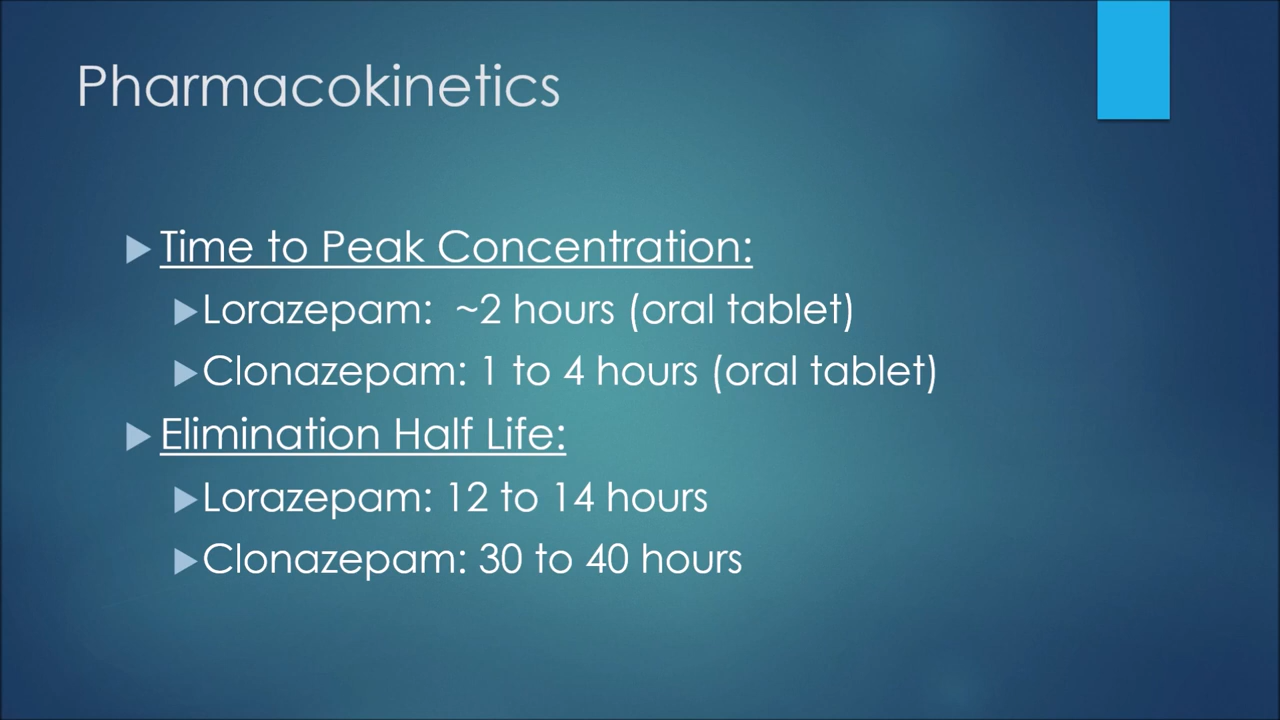 Pharmacokinetics
Time to Peak Concentration:
Lorazepam: ~2 hours (oral tablet)
Clonazepam: 1 to 4 hours (oral tablet)
Elimination Half Life:
Lorazepam: 12 to 14 hours
Clonazepam: 30 to 40 hours